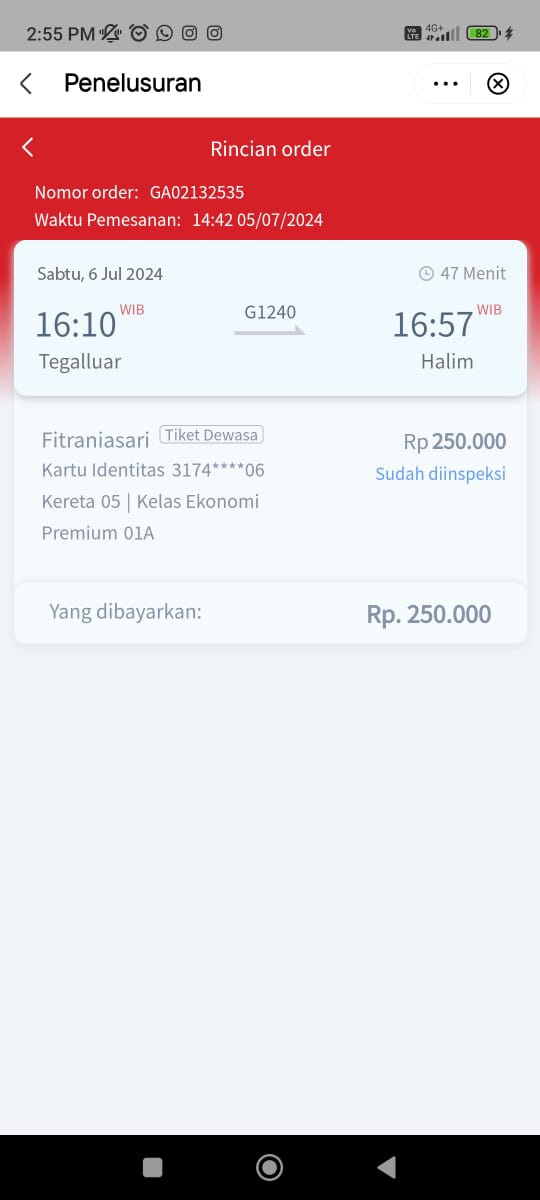 2:55 PM
Vo LTE 4G+ 82
Penelusuran
Rincian order
Nomor order: GA02132535
Waktu Pemesanan: 14:42 05/07/2024
Sabtu, 6 Jul 2024 47 Menit
16:10 WIB G1240 16:57 WIB
Tegalluar Halim
Fitraniasari Tiket Dewasa Rp 250.000
Kartu Identitas 3174****06 Sudah diinspeksi
Kereta 05 | Kelas Ekonomi
Premium 01A
Yang dibayarkan: Rp. 250.000